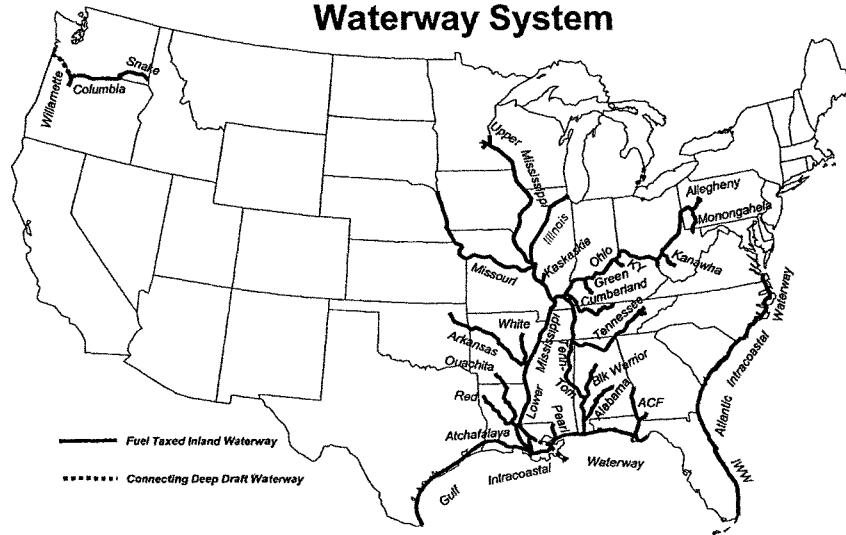 Waterway System
Snake
Columbia
Willamette
Upper
Mississippi
Illinois
Kaskaskia
Missouri
Ohio
KY
Green
Cumberland
Tennessee
Kanawha
Allegheny
Monongahela
White
Arkansas
Ouachita
Red
Atchafalaya
Lower
Mississippi
Tenn-
Tom
Pearl
Blk Warrior
Alabama
ACF
Gulf
Intracoastal
Waterway
Atlantic
Intracoastal
Waterway
IWW
Fuel Taxed Inland Waterway
Connecting Deep Draft Waterway